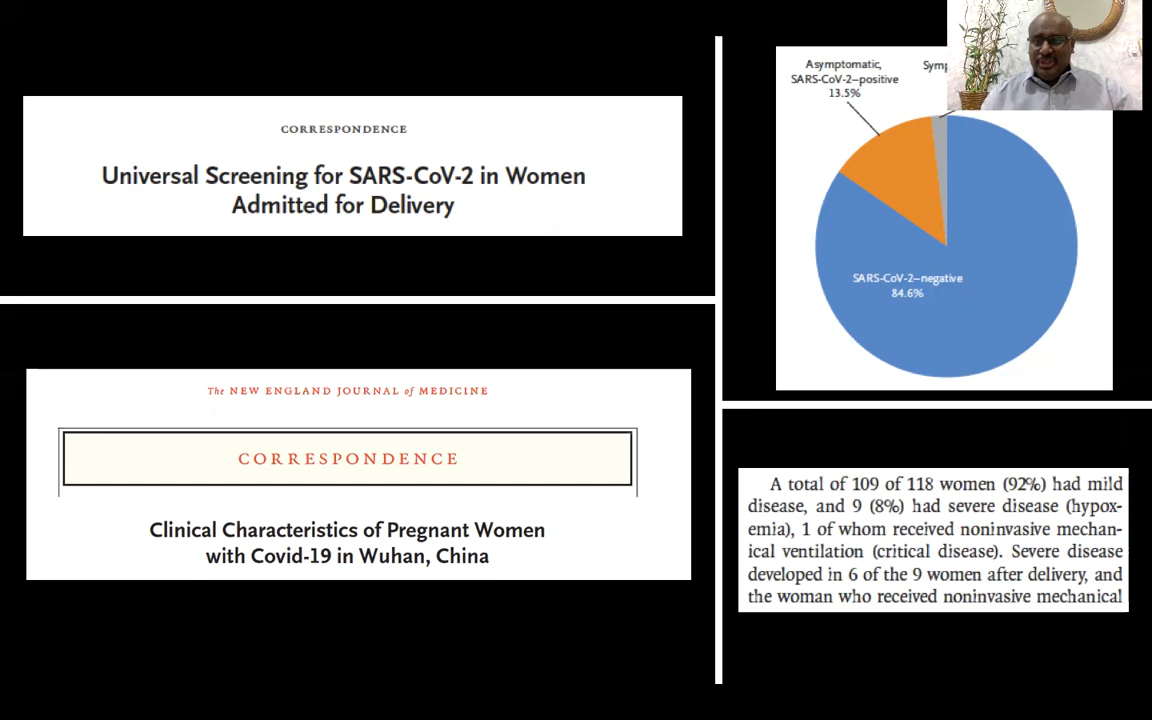 CORRESPONDENCE
Universal Screening for SARS-CoV-2 in Women
Admitted for Delivery
The NEW ENGLAND JOURNAL of MEDICINE
CORRESPONDENCE
Clinical Characteristics of Pregnant Women
with Covid-19 in Wuhan, China
Asymptomatic,
SARS-CoV-2–positive
13.5%
SARS-CoV-2–negative
84.6%
A total of 109 of 118 women (92%) had mild
disease, and 9 (8%) had severe disease (hypox-
emia), 1 of whom received noninvasive mechan-
ical ventilation (critical disease). Severe disease
developed in 6 of the 9 women after delivery, and
the woman who received noninvasive mechanical